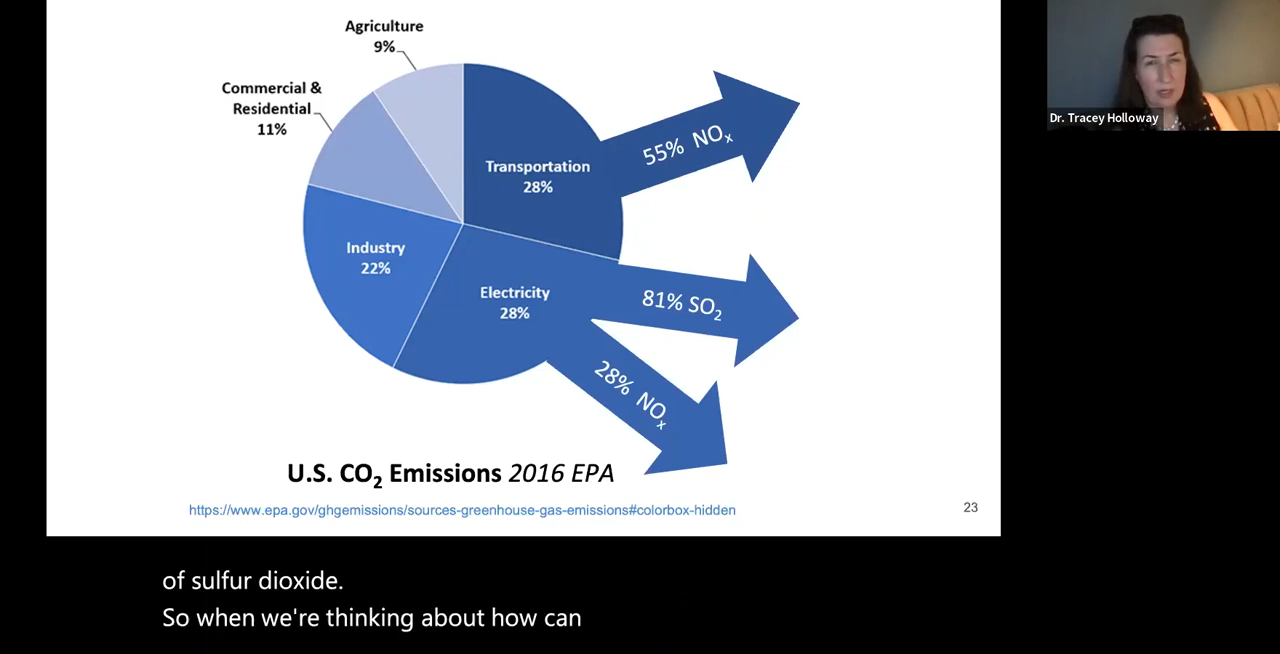 Agriculture
9%
Commercial &
Residential
11%
Transportation
28%
55% NOx
Industry
22%
Electricity
28%
81% SO2
28% NOx
U.S. CO2 Emissions 2016 EPA
https://www.epa.gov/ghgemissions/sources-greenhouse-gas-emissions#colorbox-hidden
23
Dr. Tracey Holloway
of sulfur dioxide.
So when we're thinking about how can